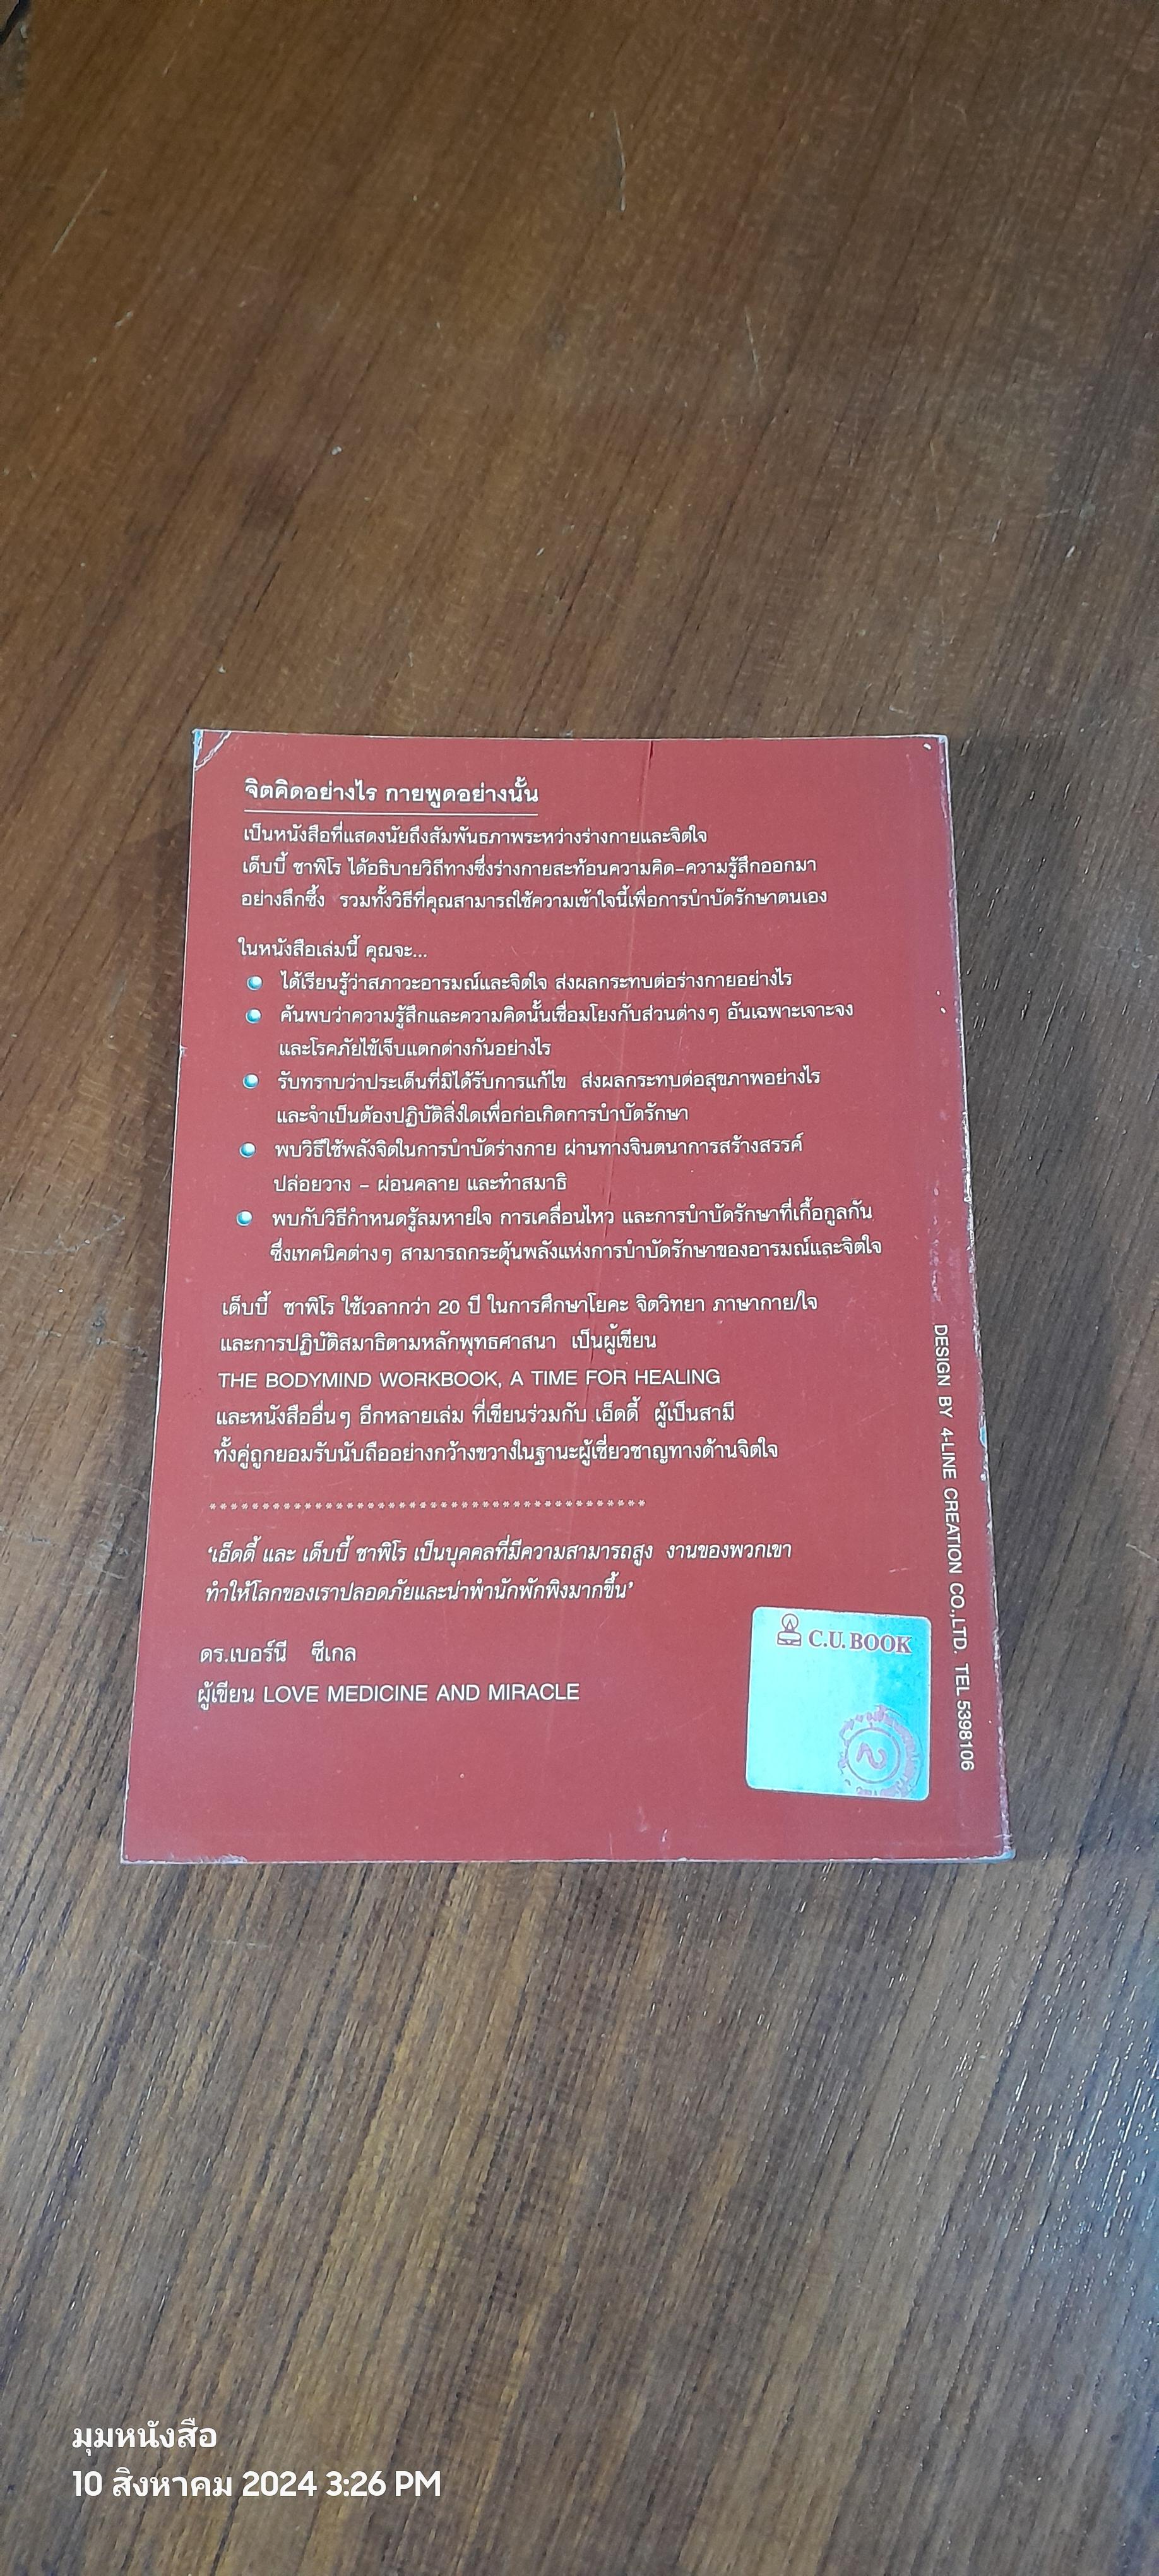 จิตคิดอย่างไร กายพูดอย่างนั้น
เป็นหนังสือที่แสดงนัยถึงสัมพันธภาพระหว่างร่างกายและจิตใจ
เด็บบี้ ชาพิโร ได้อธิบายวิถีทางซึ่งร่างกายสะท้อนความคิด-ความรู้สึกออกมา
อย่างลึกซึ้ง รวมทั้งวิธีที่คุณสามารถใช้ความเข้าใจนี้เพื่อการบำบัดรักษาตนเอง
ในหนังสือเล่มนี้ คุณจะ...
ได้เรียนรู้ว่าสภาวะอารมณ์และจิตใจ ส่งผลกระทบต่อร่างกายอย่างไร
ค้นพบว่าความรู้สึกและความคิดนั้นเชื่อมโยงกับส่วนต่างๆ อันเฉพาะเจาะจง
และโรคภัยไข้เจ็บแตกต่างกันอย่างไร
รับทราบว่าประเด็นที่มิได้รับการแก้ไข ส่งผลกระทบต่อสุขภาพอย่างไร
และจำเป็นต้องปฏิบัติสิ่งใดเพื่อก่อเกิดการบำบัดรักษา
พบวิธีใช้พลังจิตในการบำบัดร่างกาย ผ่านทางจินตนาการสร้างสรรค์
ปล่อยวาง - ผ่อนคลาย และทำสมาธิ
พบกับวิธีกำหนดรู้ลมหายใจ การเคลื่อนไหว และการบำบัดรักษาที่เกื้อกูลกัน
ซึ่งเทคนิคต่างๆ สามารถกระตุ้นพลังแห่งการบำบัดรักษาของอารมณ์และจิตใจ
เด็บบี้ ชาพิโร ใช้เวลากว่า 20 ปี ในการศึกษาโยคะ จิตวิทยา ภาษากาย/ใจ
และการปฏิบัติสมาธิตามหลักพุทธศาสนา เป็นผู้เขียน
THE BODYMIND WORKBOOK, A TIME FOR HEALING
และหนังสืออื่นๆ อีกหลายเล่ม ที่เขียนร่วมกับ เอ็ดดี้ ผู้เป็นสามี
ทั้งคู่ถูกยอมรับนับถืออย่างกว้างขวางในฐานะผู้เชี่ยวชาญทางด้านจิตใจ
******************************************
'เอ็ดดี้ และ เด็บบี้ ชาพิโร เป็นบุคคลที่มีความสามารถสูง งานของพวกเขา
ทำให้โลกของเราปลอดภัยและน่าพำนักพักพิงมากขึ้น'
ดร.เบอร์นี ซีเกล
ผู้เขียน LOVE MEDICINE AND MIRACLE
C.U. BOOK
DESIGN BY 4-LINE CREATION CO.,LTD. TEL 5398106
มุมหนังสือ
10 สิงหาคม 2024 3:26 PM